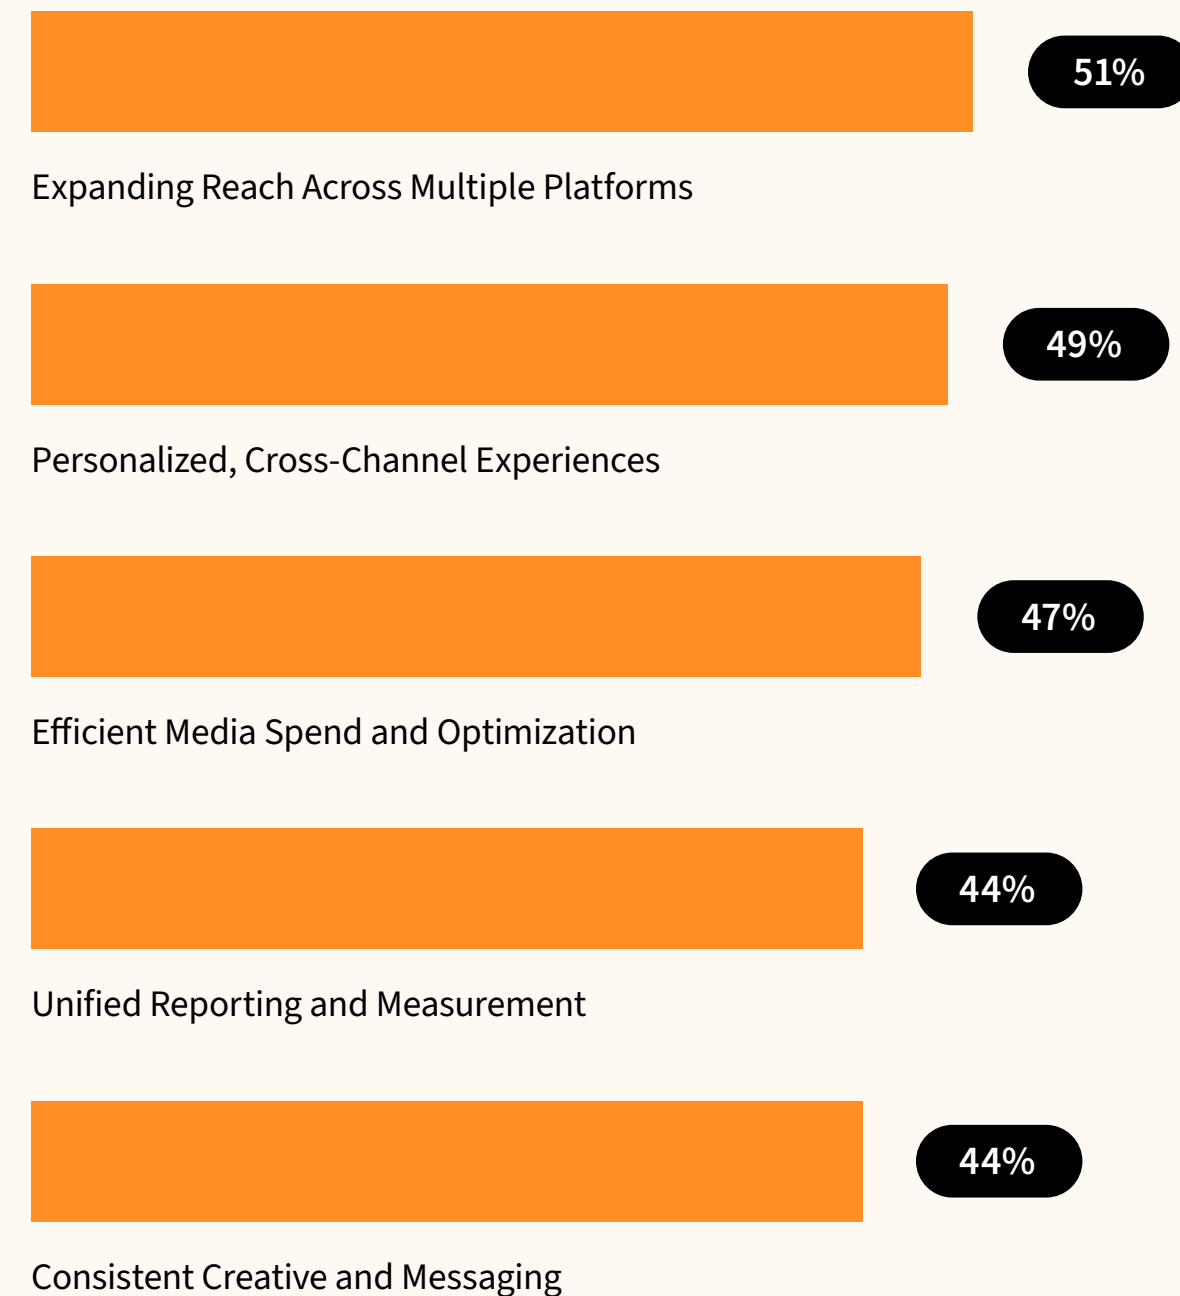 51%
Expanding Reach Across Multiple Platforms
49%
Personalized, Cross-Channel Experiences
47%
Efficient Media Spend and Optimization
44%
Unified Reporting and Measurement
44%
Consistent Creative and Messaging